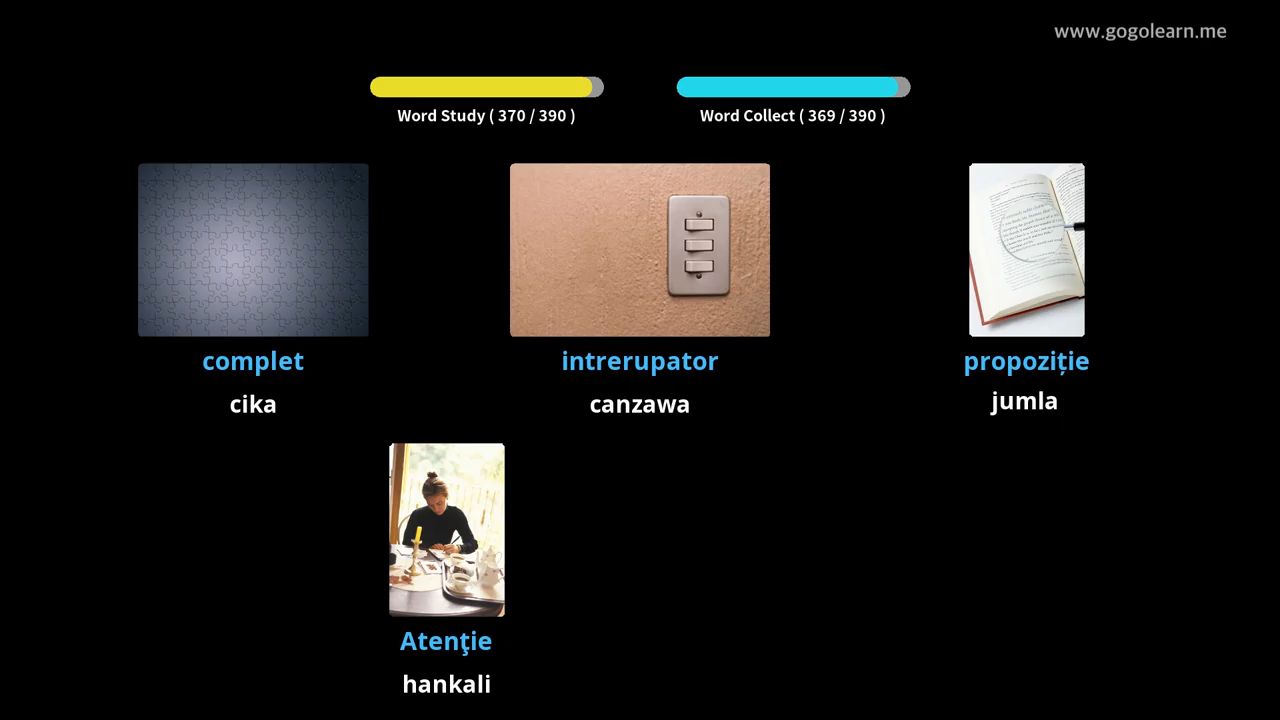 www.gogolearn.me
Word Study ( 370 / 390 )
Word Collect ( 369 / 390 )
complet
intrerupator
propoziție
cika
canzawa
jumla
Atenţie
hankali